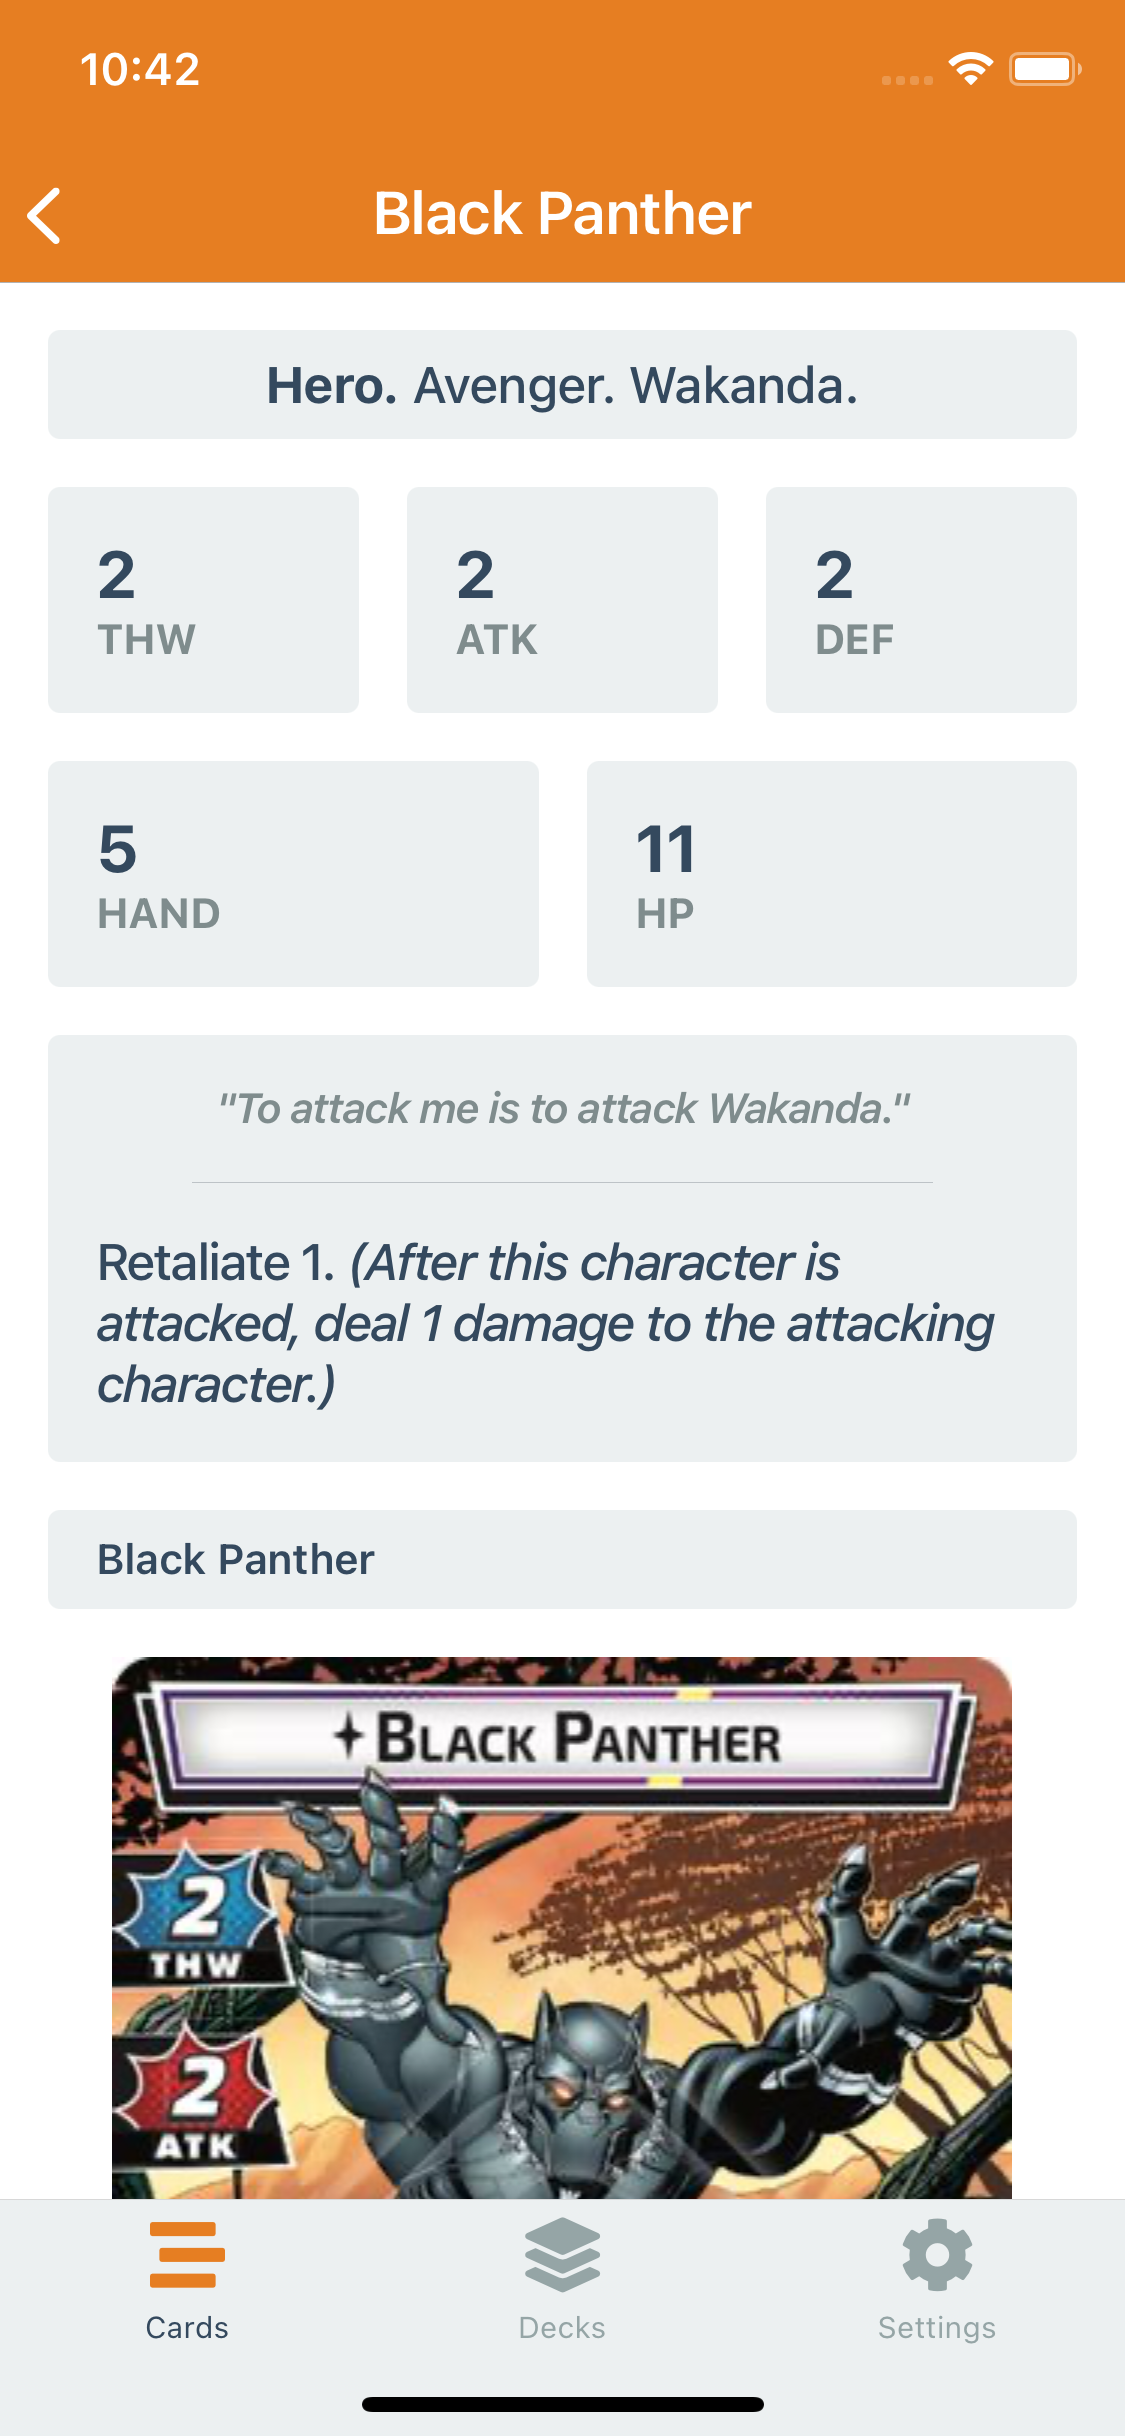 10:42
Black Panther
Hero. Avenger. Wakanda.
2
THW
2
ATK
2
DEF
5
HAND
11
HP
"To attack me is to attack Wakanda."
Retaliate 1. (After this character is
attacked, deal 1 damage to the attacking
character.)
Black Panther
BLACK PANTHER
2
THW
2
ATK
Cards
Decks
Settings